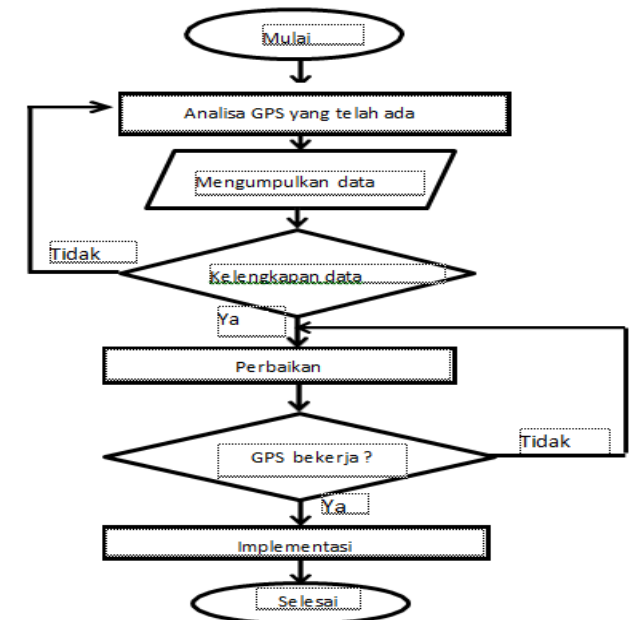 Mulai
Analisa GPS yang telah ada
Mengumpulkan data
Tidak
Kelengkapan data
Ya
Perbaikan
GPS bekerja ?
Tidak
Ya
Implementasi
Selesai